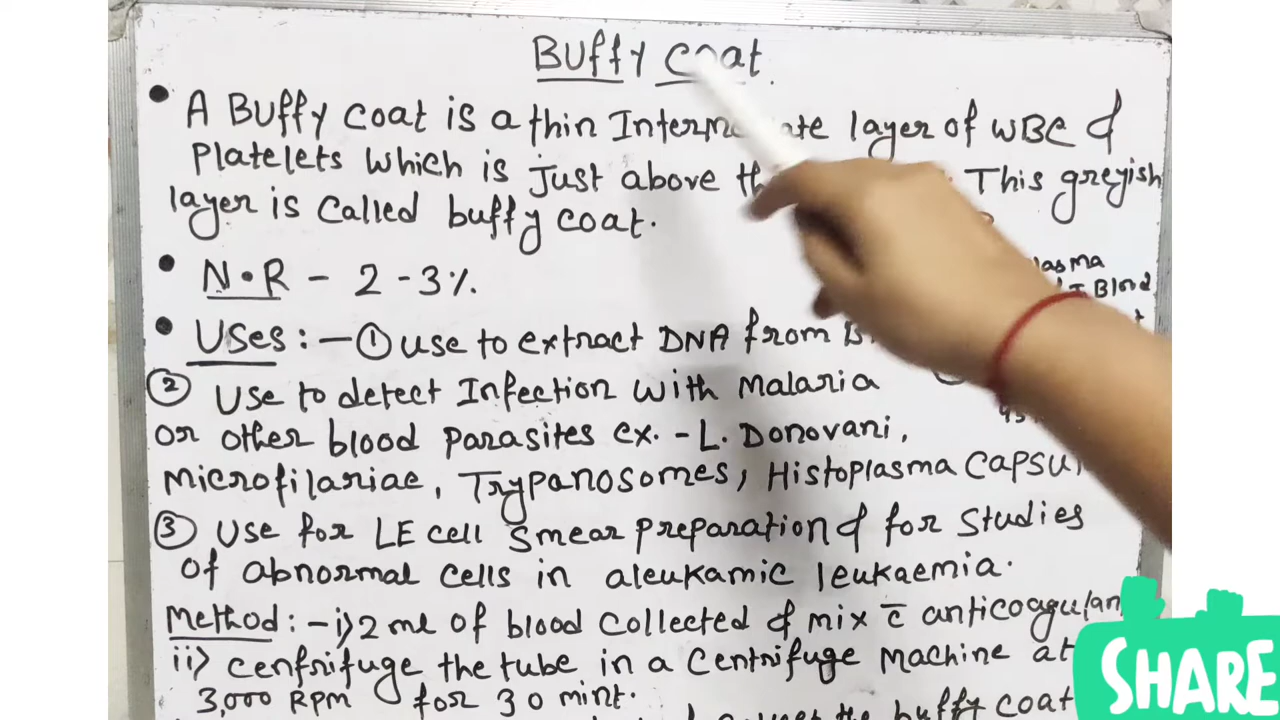 Buffy coat
• A Buffy coat is a thin Inter layer of WBC &
Platelets which is just above This greyish
layer is called buffy coat.
• N.R - 2 - 3%.
• Uses :- ① use to extract DNA from
② Use to detect Infection with Malaria
or other blood parasites ex. - L. Donovani,
Microfilariae, Trypanosomes, Histoplasma
③ Use for LE cell Smear preparation & for Studies
of abnormal cells in aleukamic leukaemia.
Method :- i) 2 ml of blood collected & mix c̄
ii) cenfrifuge the tube in a centrifuge machine at
3,000 RPM for 30 mint.
the buffy coat
Blood
SHARE